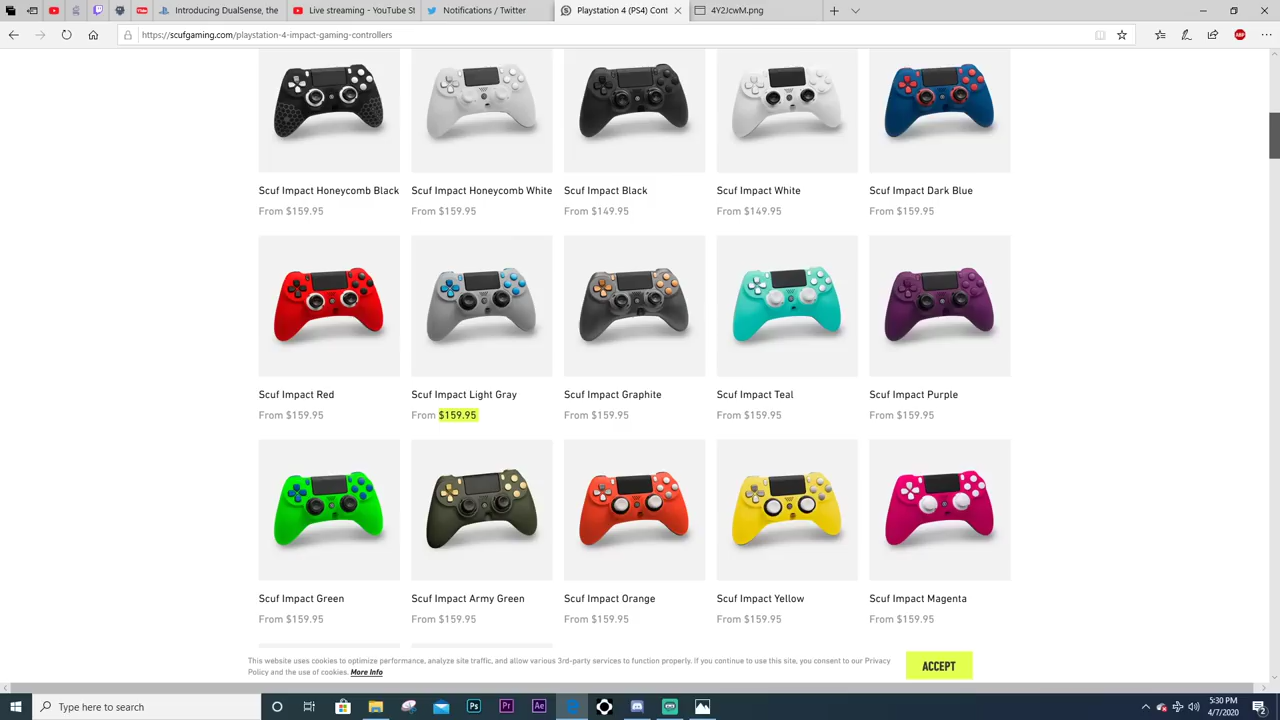 Introducing DualSense, the
Live streaming - YouTube St
Notifications / Twitter
Playstation 4 (PS4) Cont
4Y2JcwM.png
https://scufgaming.com/playstation-4-impact-gaming-controllers
ABP
Scuf Impact Honeycomb Black
Scuf Impact Honeycomb White
Scuf Impact Black
Scuf Impact White
Scuf Impact Dark Blue
From $159.95
From $159.95
From $149.95
From $149.95
From $159.95
Scuf Impact Red
Scuf Impact Light Gray
Scuf Impact Graphite
Scuf Impact Teal
Scuf Impact Purple
From $159.95
From $159.95
From $159.95
From $159.95
From $159.95
Scuf Impact Green
Scuf Impact Army Green
Scuf Impact Orange
Scuf Impact Yellow
Scuf Impact Magenta
From $159.95
From $159.95
From $159.95
From $159.95
From $159.95
This website uses cookies to optimize performance, analyze site traffic, and allow various 3rd-party services to function properly. If you continue to use this site, you consent to our Privacy
Policy and the use of cookies. More Info
ACCEPT
Type here to search
Ps
Pr
Ae
5:30 PM
4/7/2020